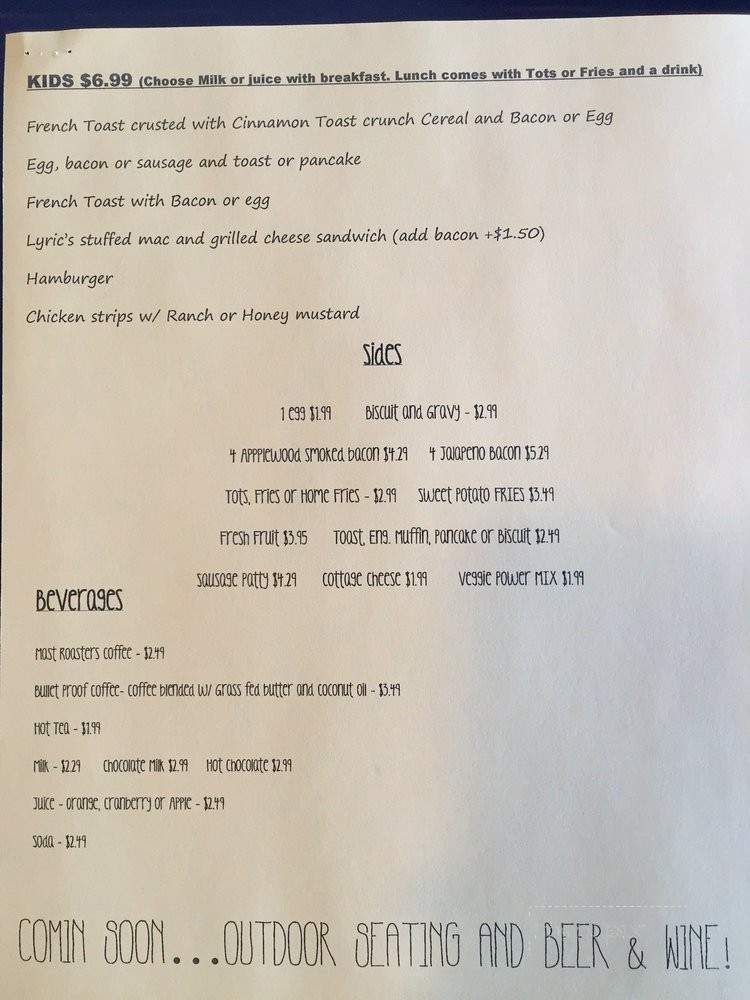 KIDS $6.99 (Choose Milk or juice with breakfast. Lunch comes with Tots or Fries and a drink)
French Toast crusted with Cinnamon Toast crunch Cereal and Bacon or Egg
Egg, bacon or sausage and toast or pancake
French Toast with Bacon or egg
Lyric's stuffed mac and grilled cheese sandwich (add bacon +$1.50)
Hamburger
Chicken strips w/ Ranch or Honey mustard
Sides
1 egg $1.99 Biscuit and Gravy - $2.99
4 Appplewood smoked bacon $4.29 4 Jalapeno Bacon $5.29
Tots, Fries or Home Fries - $2.99 Sweet Potato FRIES $3.49
Fresh Fruit $3.95 Toast, Eng. Muffin, Pancake or Biscuit $2.49
Sausage Patty $4.29 Cottage Cheese $1.99 Veggie Power MIX $1.99
Beverages
Mast Roasters Coffee - $2.49
Bullet Proof Coffee- Coffee blended w/ Grass fed butter and coconut oil - $3.49
Hot Tea - $1.99
Milk - $2.29 Chocolate Milk $2.99 Hot Chocolate $2.99
Juice - Orange, Cranberry or Apple - $2.49
Soda - $2.49
COMIN SOON...OUTDOOR SEATING AND BEER & WINE!